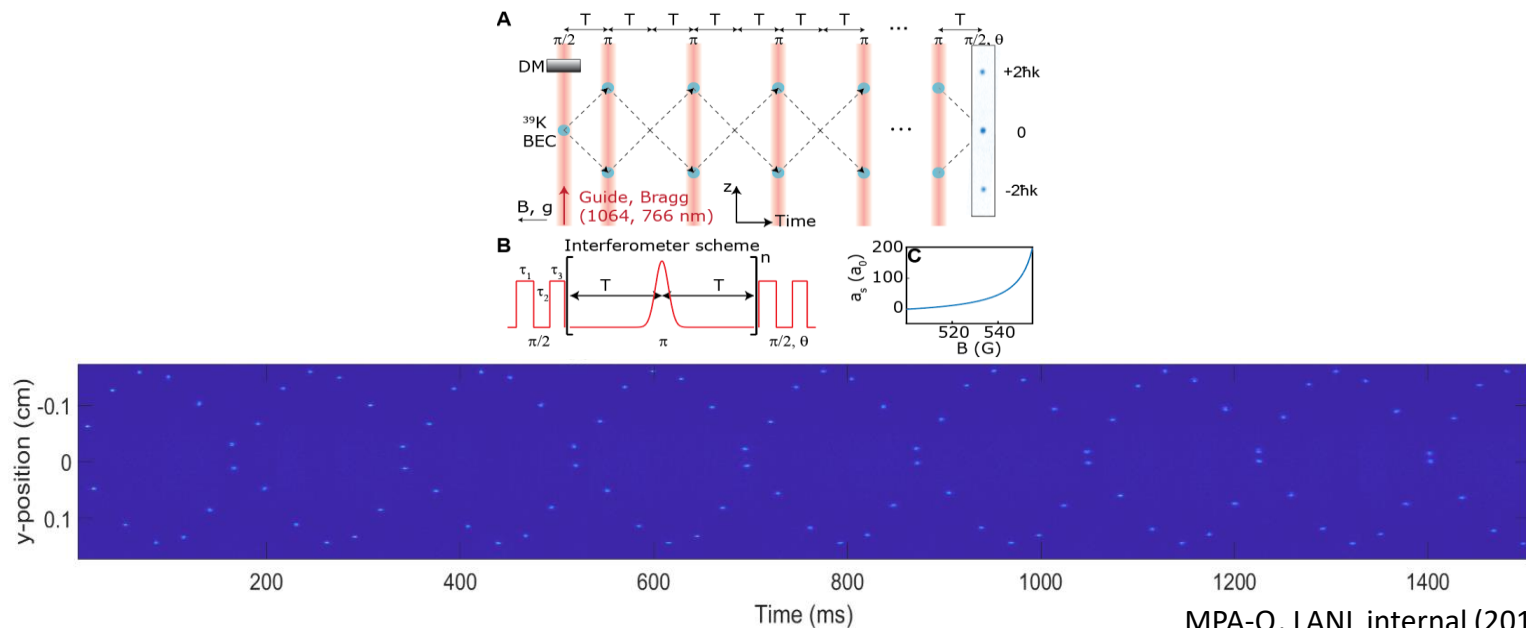 A
T T T T T T T ... T
π/2 π π π π π π/2, θ
DM
+2ħk
³⁹K
BEC
... 0
-2ħk
B, g
Guide, Bragg
(1064, 766 nm)
z
Time
B Interferometer scheme n
τ₁ τ₂ τ₃ T T
π/2 π π/2, θ
C
200
100
0
aₛ (a₀)
520 540
B (G)
-0.1
0
0.1
y-position (cm)
200 400 600 800 1000 1200 1400
Time (ms)
MPA-Q, LANL internal (201